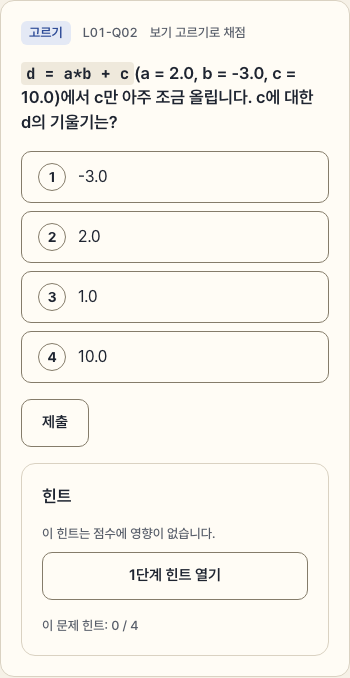 고르기 L01-Q02 보기 고르기로 채점
d = a*b + c (a = 2.0, b = -3.0, c =
10.0)에서 c만 아주 조금 올립니다. c에 대한
d의 기울기는?
1 -3.0
2 2.0
3 1.0
4 10.0
제출
힌트
이 힌트는 점수에 영향이 없습니다.
1단계 힌트 열기
이 문제 힌트: 0 / 4